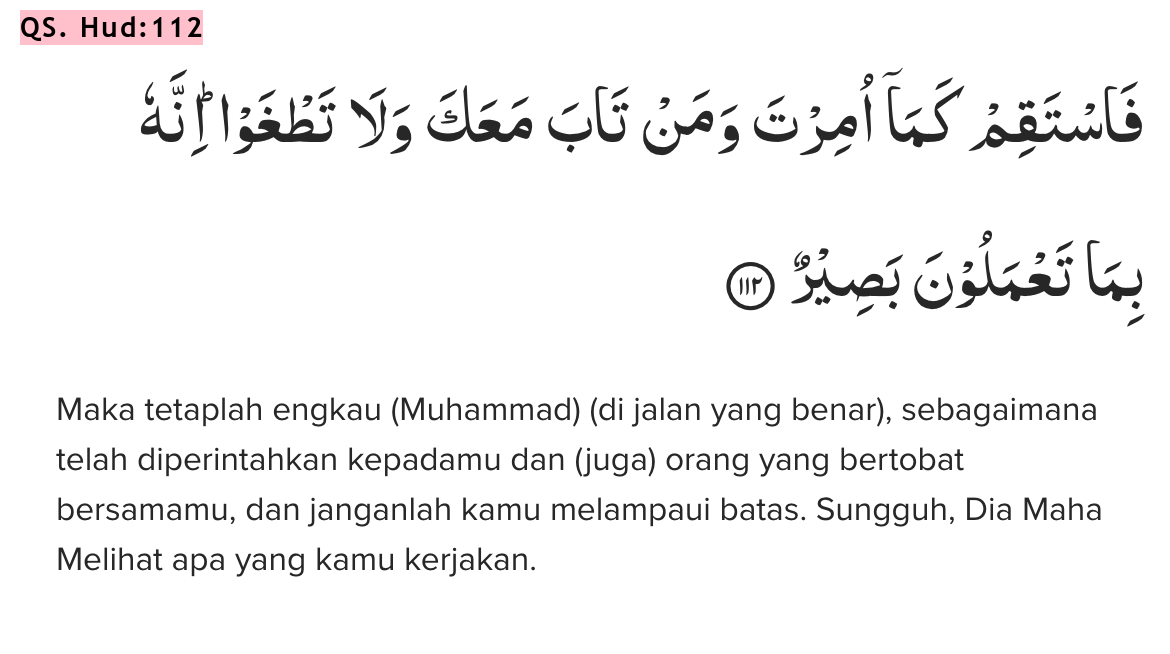 QS. Hud:112
فَاسْتَقِمْ كَمَآ اُمِرْتَ وَمَنْ تَابَ مَعَكَ وَلَا تَطْغَوْاۗ اِنَّهٗ
بِمَا تَعْمَلُوْنَ بَصِيْرٌ ١١٢
Maka tetaplah engkau (Muhammad) (di jalan yang benar), sebagaimana
telah diperintahkan kepadamu dan (juga) orang yang bertobat
bersamamu, dan janganlah kamu melampaui batas. Sungguh, Dia Maha
Melihat apa yang kamu kerjakan.